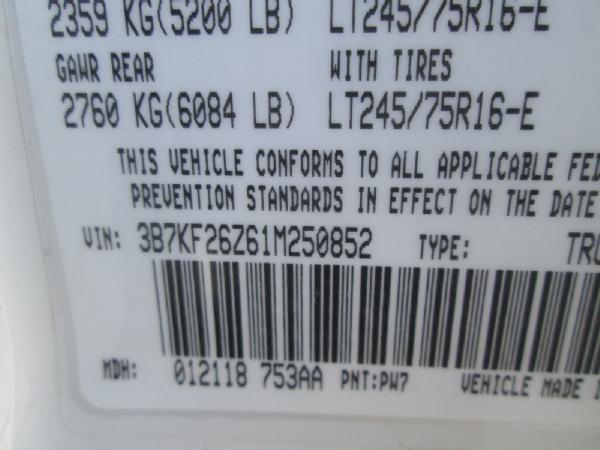 2359 KG(5200 LB) LT245/75R16-E
GAWR REAR WITH TIRES
2760 KG(6084 LB) LT245/75R16-E
THIS VEHICLE CONFORMS TO ALL APPLICABLE FED
PREVENTION STANDARDS IN EFFECT ON THE DATE
VIN: 3B7KF26Z61M250852 TYPE: TRU
MDH: 012118 753AA PNT:PW7 VEHICLE MADE I